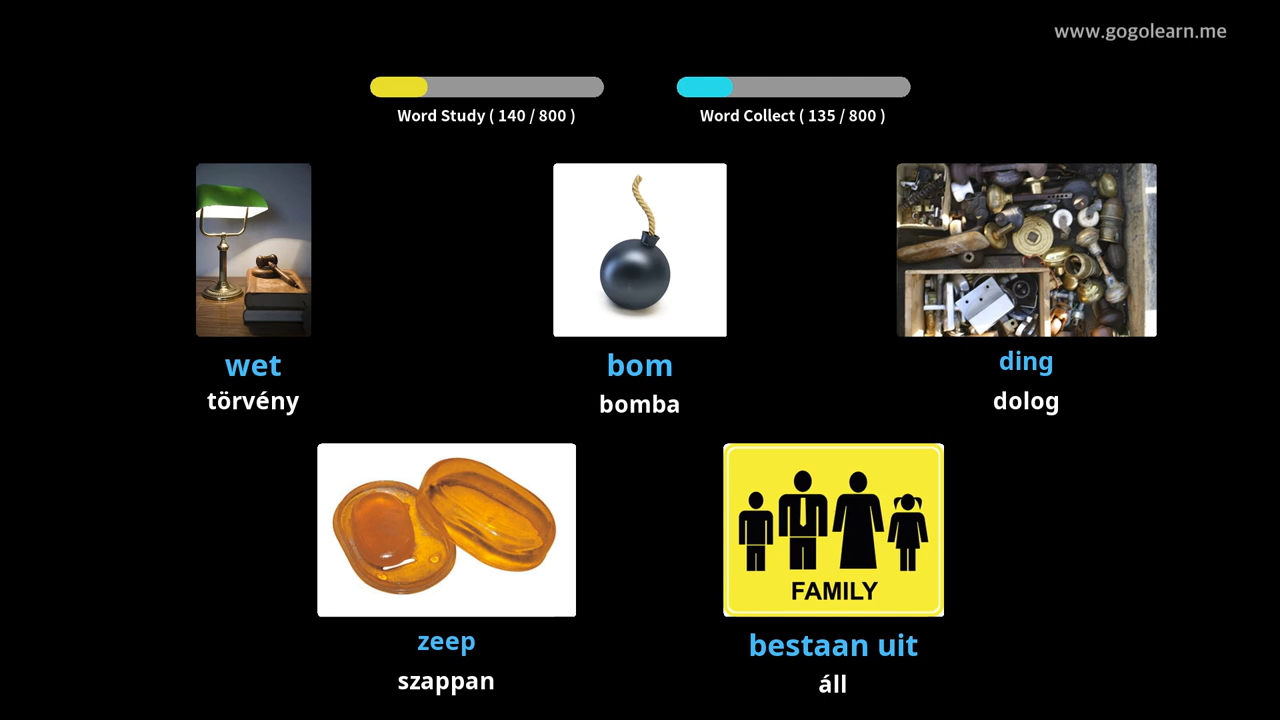 www.gogolearn.me
Word Study ( 140 / 800 )
Word Collect ( 135 / 800 )
wet
törvény
bom
bomba
ding
dolog
FAMILY
zeep
szappan
bestaan uit
áll